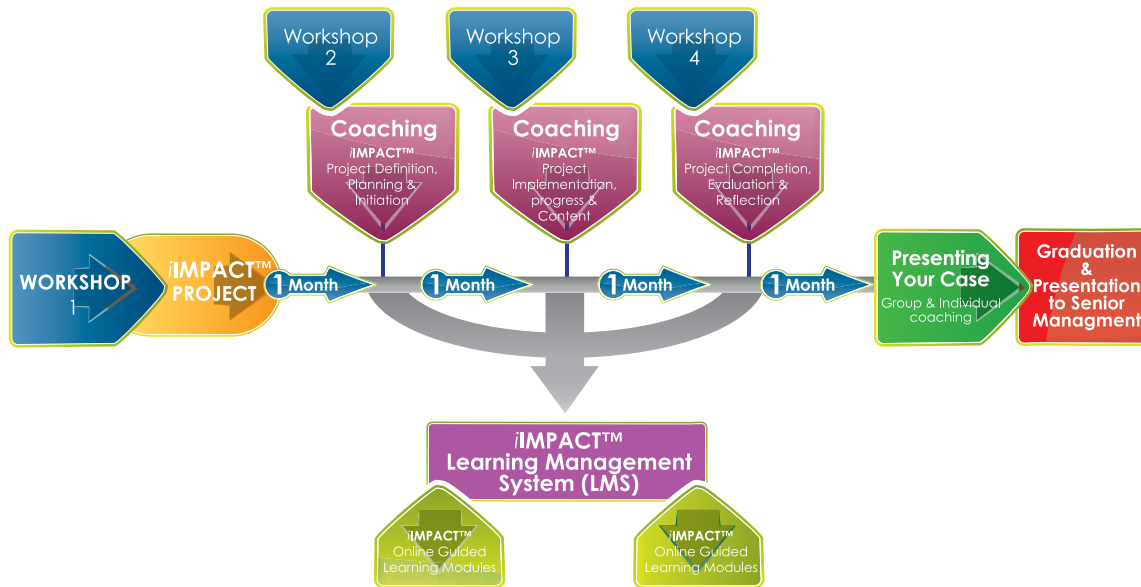 Workshop
2
Workshop
3
Workshop
4
Coaching
iIMPACT™
Project Definition,
Planning &
Initiation
Coaching
iIMPACT™
Project
Implementation,
progress &
Content
Coaching
iIMPACT™
Project Completion,
Evaluation &
Reflection
WORKSHOP
1
iIMPACT™
PROJECT
1 Month
1 Month
1 Month
1 Month
Presenting
Your Case
Group & Individual
coaching
Graduation
&
Presentation
to Senior
Managment
iIMPACT™
Learning Management
System (LMS)
iIMPACT™
Online Guided
Learning Modules
iIMPACT™
Online Guided
Learning Modules